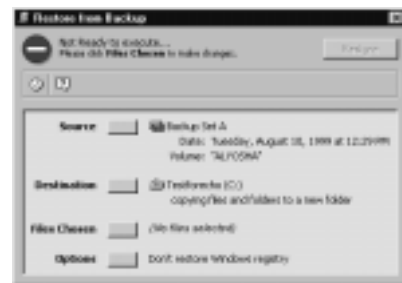 Restore from Backup
Not Ready to execute...
Please click Files Chosen to make changes.
Restore
Source
Backup Set A
Date: Tuesday, August 10, 1999 at 12:29 PM
Volume: "ALYOSHA"
Destination
(C:)
copying files and folders to a new folder
Files Chosen
(No files selected)
Options
Don't restore Windows registry